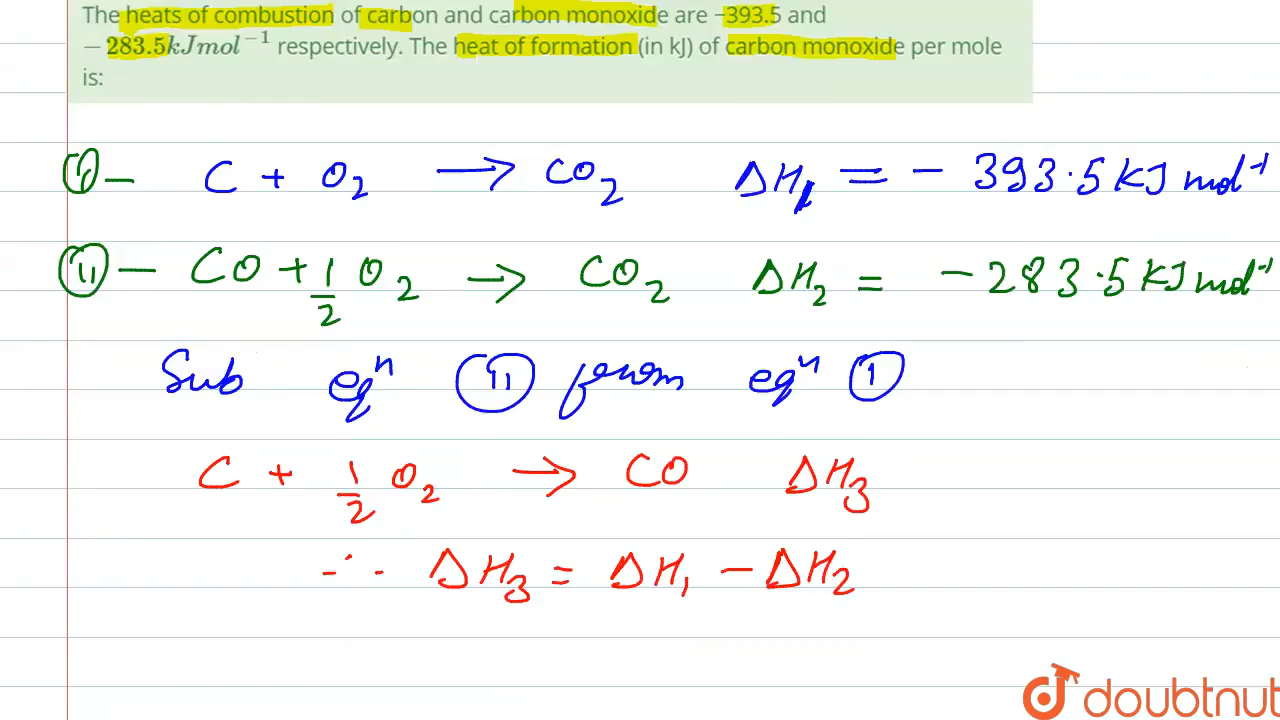 The heats of combustion of carbon and carbon monoxide are −393.5 and
−283.5kJmol⁻¹ respectively. The heat of formation (in kJ) of carbon monoxide per mole
is:
(I) - C + O₂ → CO₂ ΔH₁ = - 393.5 KJ mol⁻¹
(II) - CO + 1/2 O₂ → CO₂ ΔH₂ = - 283.5 KJ mol⁻¹
Sub eqⁿ (II) from eqⁿ (I)
C + 1/2 O₂ → CO ΔH₃
∴ ΔH₃ = ΔH₁ - ΔH₂
doubtnut